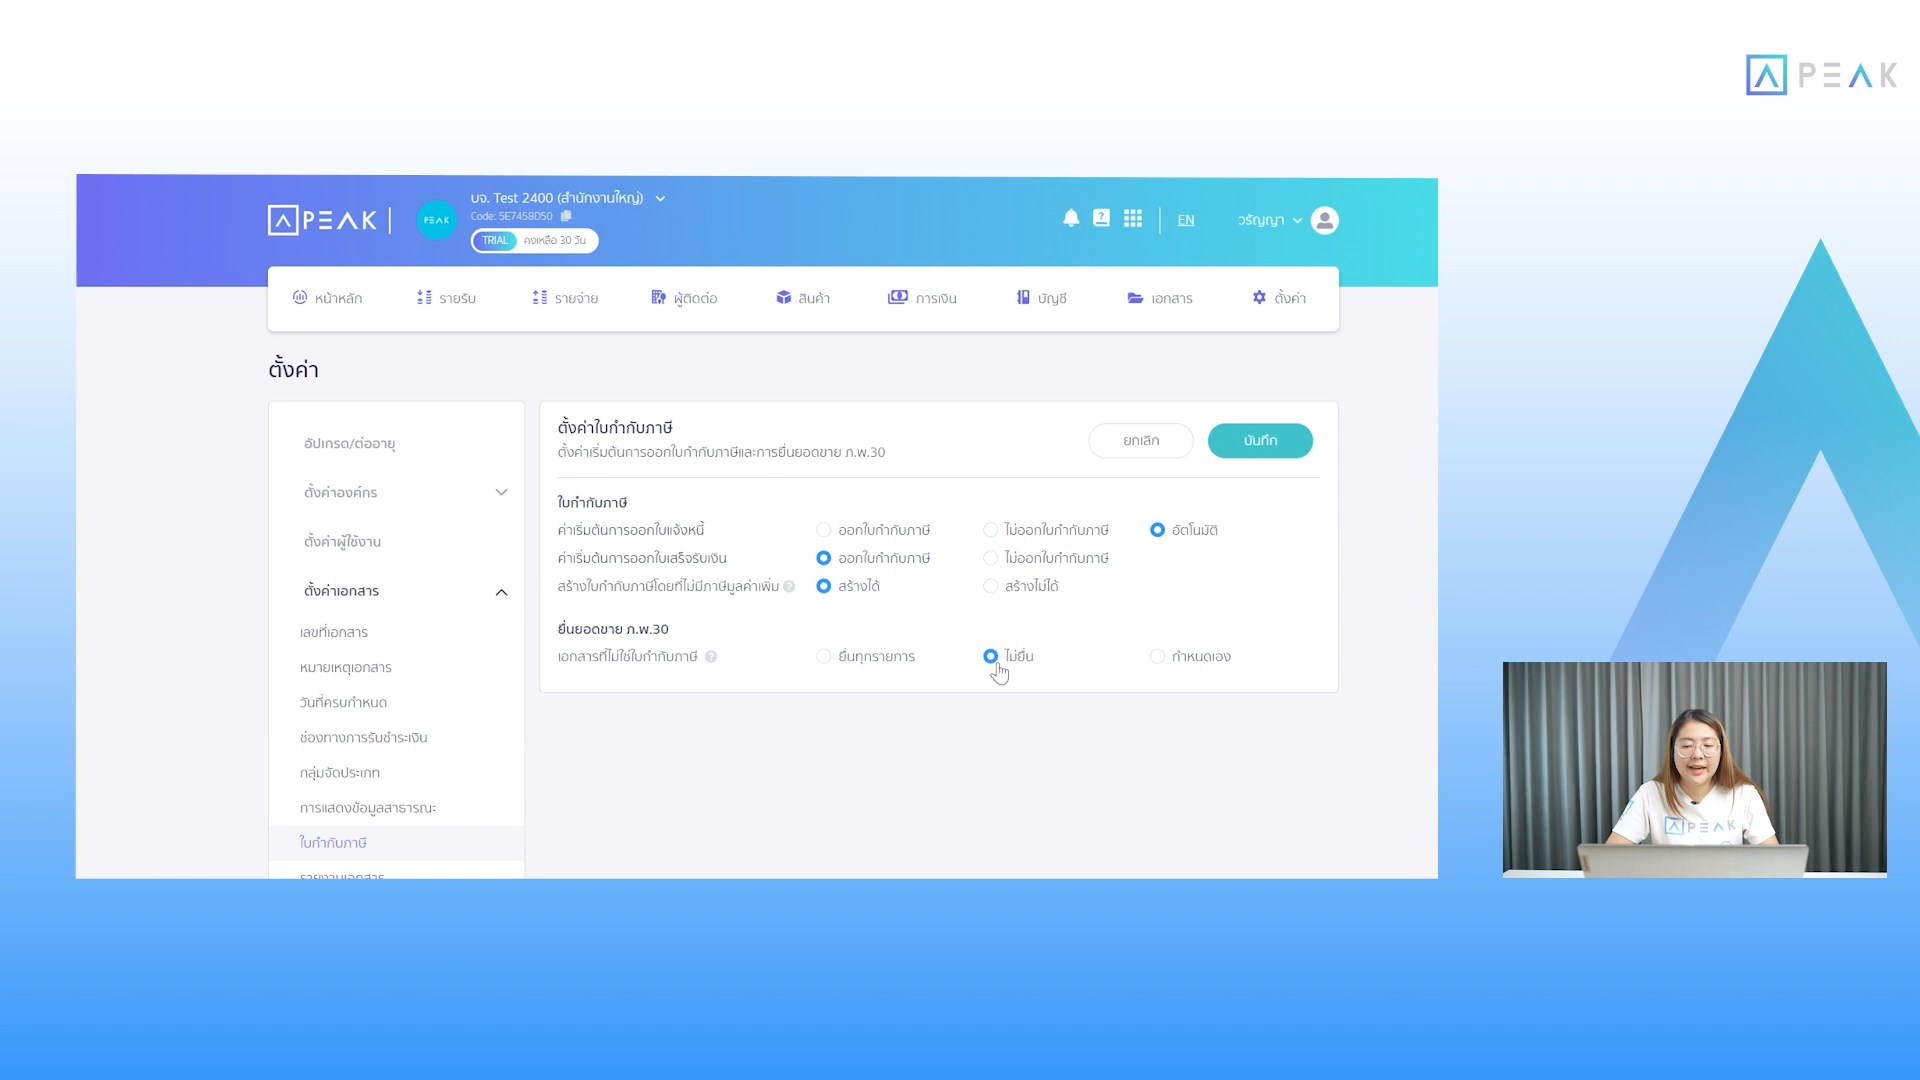 PEAK
PEAK
PEAK
บจ. Test 2400 (สำนักงานใหญ่)
Code: 5E7458D50
TRIAL คงเหลือ 30 วัน
EN
วรัญญา
หน้าหลัก
รายรับ
รายจ่าย
ผู้ติดต่อ
สินค้า
การเงิน
บัญชี
เอกสาร
ตั้งค่า
ตั้งค่า
อัปเกรด/ต่ออายุ
ตั้งค่าองค์กร
ตั้งค่าผู้ใช้งาน
ตั้งค่าเอกสาร
เลขที่เอกสาร
หมายเหตุเอกสาร
วันที่ครบกำหนด
ช่องทางการรับชำระเงิน
กลุ่มจัดประเภท
การแสดงข้อมูลสาธารณะ
ใบกำกับภาษี
ตั้งค่าใบกำกับภาษี
ตั้งค่าเริ่มต้นการออกใบกำกับภาษีและการยื่นยอดขาย ภ.พ.30
ยกเลิก
บันทึก
ใบกำกับภาษี
ค่าเริ่มต้นการออกใบแจ้งหนี้ ออกใบกำกับภาษี ไม่ออกใบกำกับภาษี อัตโนมัติ
ค่าเริ่มต้นการออกใบเสร็จรับเงิน ออกใบกำกับภาษี ไม่ออกใบกำกับภาษี
สร้างใบกำกับภาษีโดยที่ไม่มีภาษีมูลค่าเพิ่ม ? สร้างได้ สร้างไม่ได้
ยื่นยอดขาย ภ.พ.30
เอกสารที่ไม่ใช่ใบกำกับภาษี ? ยื่นทุกรายการ ไม่ยื่น กำหนดเอง
PEAK